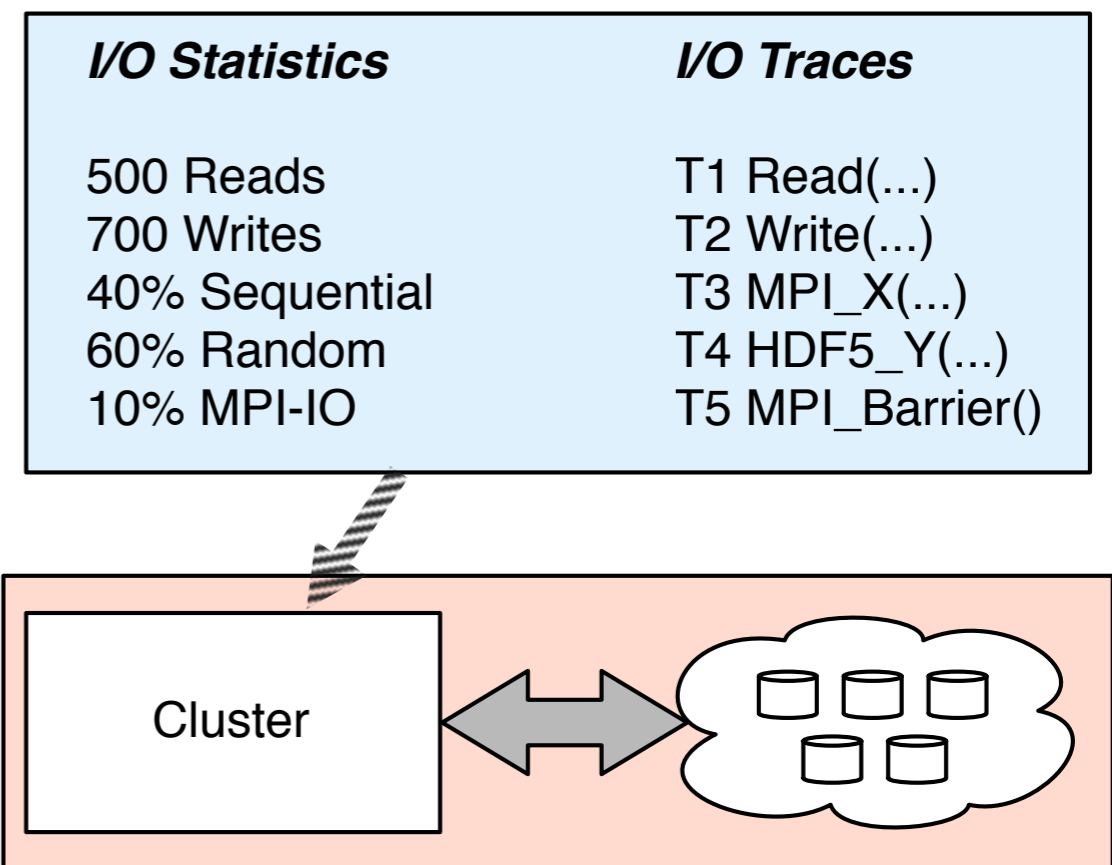 I/O Statistics
500 Reads
700 Writes
40% Sequential
60% Random
10% MPI-IO
I/O Traces
T1 Read(...)
T2 Write(...)
T3 MPI_X(...)
T4 HDF5_Y(...)
T5 MPI_Barrier()
Cluster